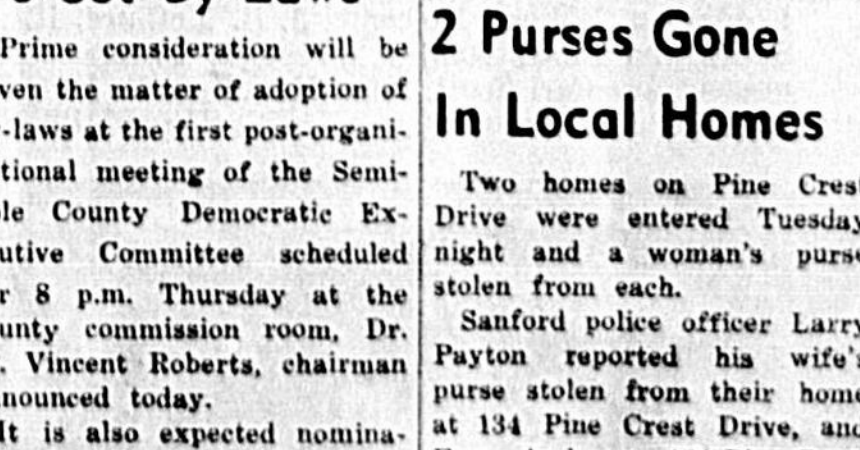 Prime consideration will be
ven the matter of adoption of
-laws at the first post-organi-
tional meeting of the Semi-
le County Democratic Ex-
utive Committee scheduled
r 8 p.m. Thursday at the
unty commission room, Dr.
. Vincent Roberts, chairman
nounced today.
It is also expected nomina-
2 Purses Gone
In Local Homes
Two homes on Pine Crest
Drive were entered Tuesday
night and a woman's purse
stolen from each.
Sanford police officer Larry
Payton reported his wife's
purse stolen from their home
at 134 Pine Crest Drive, and